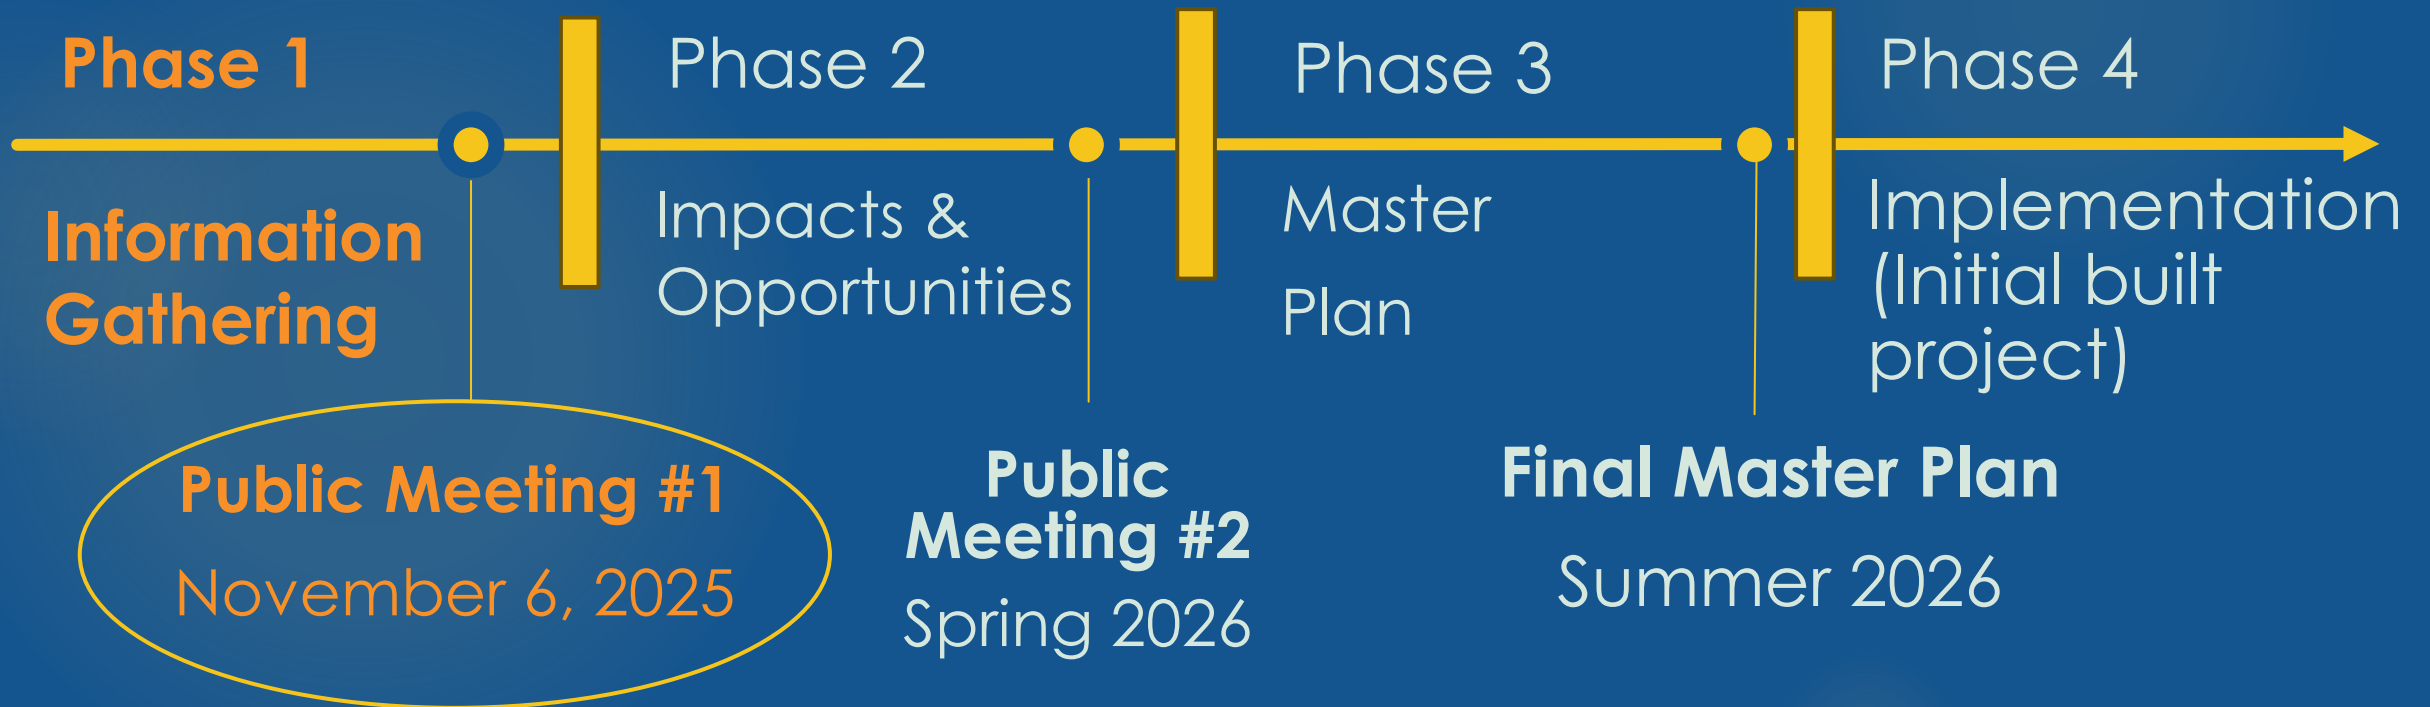 Phase 1
Information
Gathering
Public Meeting #1
November 6, 2025
Phase 2
Impacts &
Opportunities
Public
Meeting #2
Spring 2026
Phase 3
Master
Plan
Final Master Plan
Summer 2026
Phase 4
Implementation
(Initial built
project)